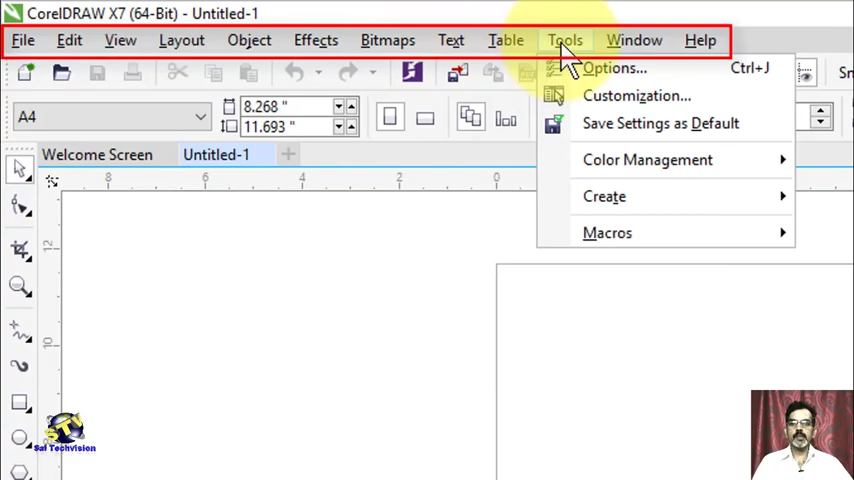 CorelDRAW X7 (64-Bit) - Untitled-1
File Edit View Layout Object Effects Bitmaps Text Table Tools Window Help
Options... Ctrl+J
Sn
A4
8.268 "
11.693 "
Customization...
Save Settings as Default
Welcome Screen Untitled-1
Color Management
8 6 4 2 0
Create
12
Macros
10
STV
Sai Techvision